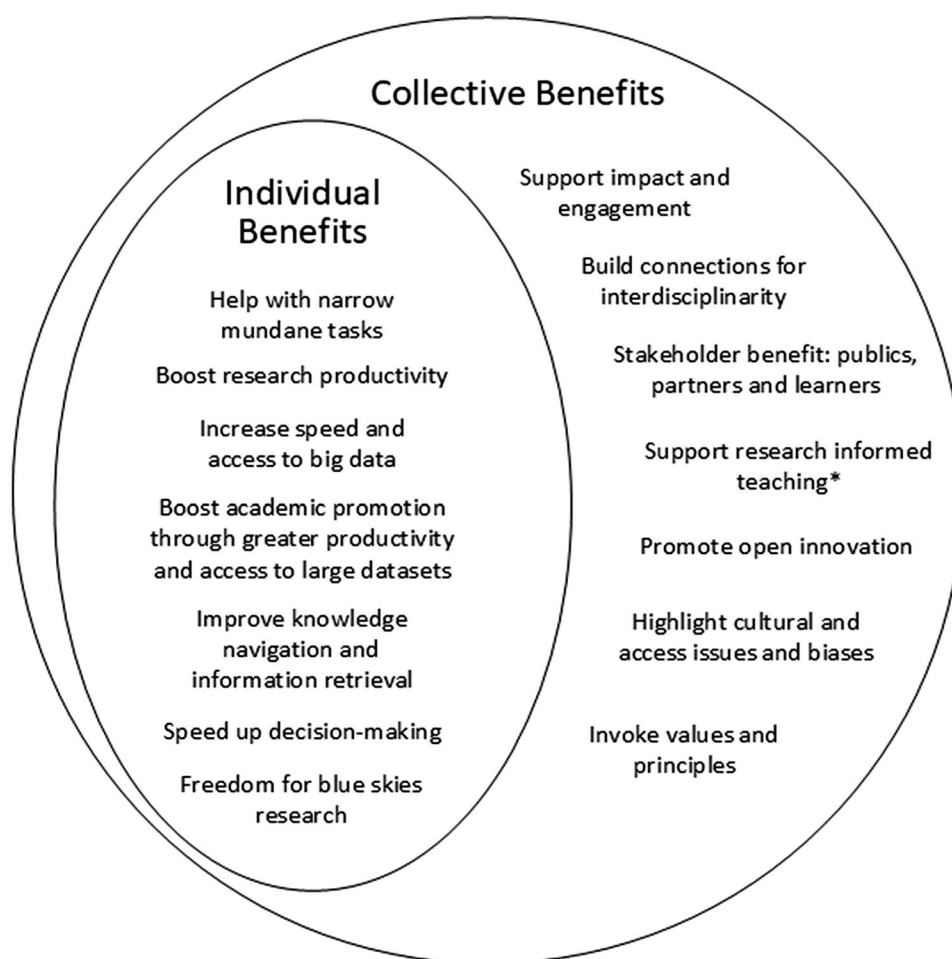 Collective Benefits
Individual
Benefits
Help with narrow
mundane tasks
Boost research productivity
Increase speed and
access to big data
Boost academic promotion
through greater productivity
and access to large datasets
Improve knowledge
navigation and
information retrieval
Speed up decision-making
Freedom for blue skies
research
Support impact and
engagement
Build connections for
interdisciplinarity
Stakeholder benefit: publics,
partners and learners
Support research informed
teaching*
Promote open innovation
Highlight cultural and
access issues and biases
Invoke values and
principles